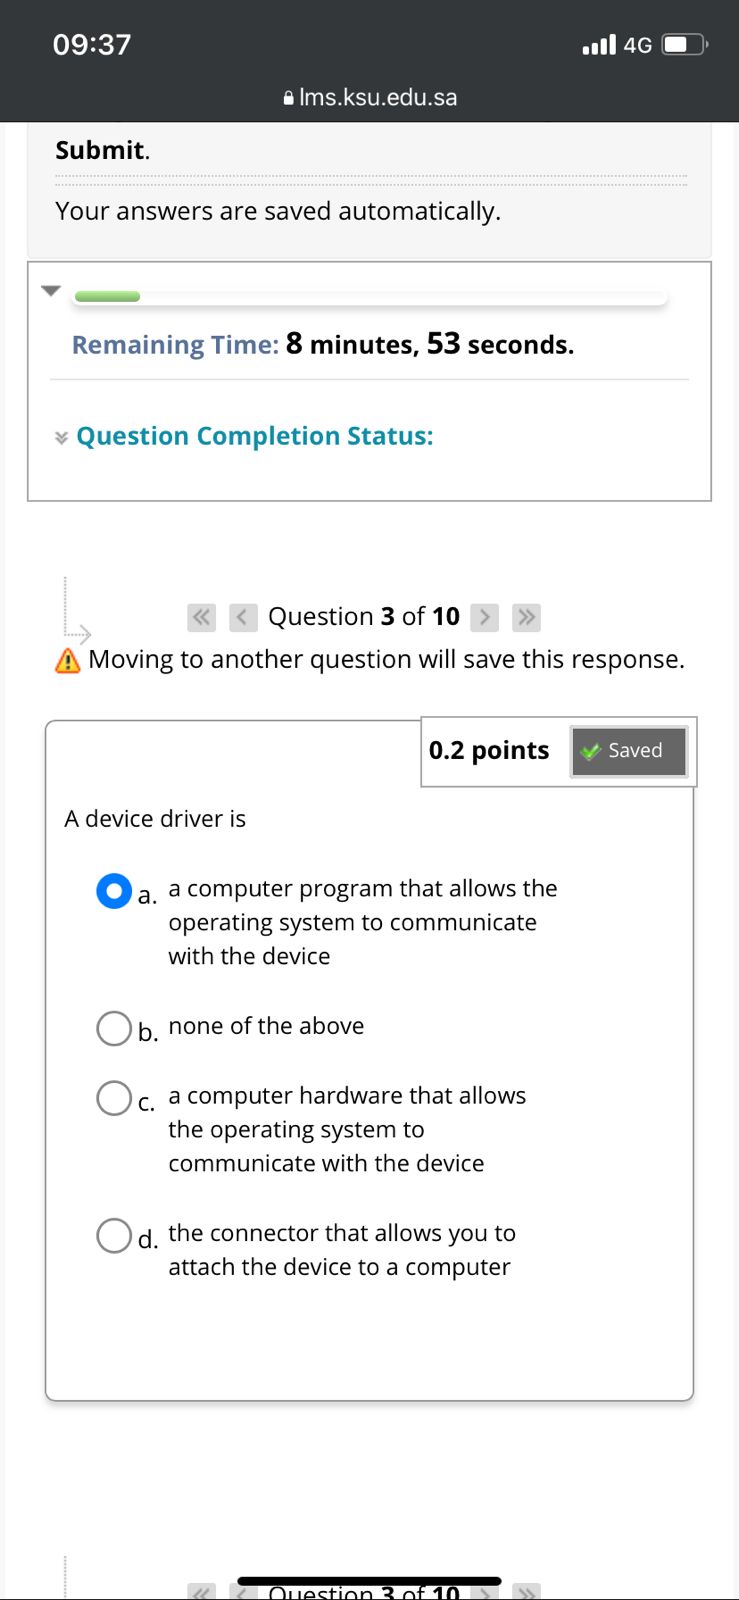 09:37
4G
lms.ksu.edu.sa
Submit.
Your answers are saved automatically.
Remaining Time: 8 minutes, 53 seconds.
Question Completion Status:
Question 3 of 10
Moving to another question will save this response.
0.2 points
Saved
A device driver is
a. a computer program that allows the
operating system to communicate
with the device
b. none of the above
c. a computer hardware that allows
the operating system to
communicate with the device
d. the connector that allows you to
attach the device to a computer
Question 3 of 10